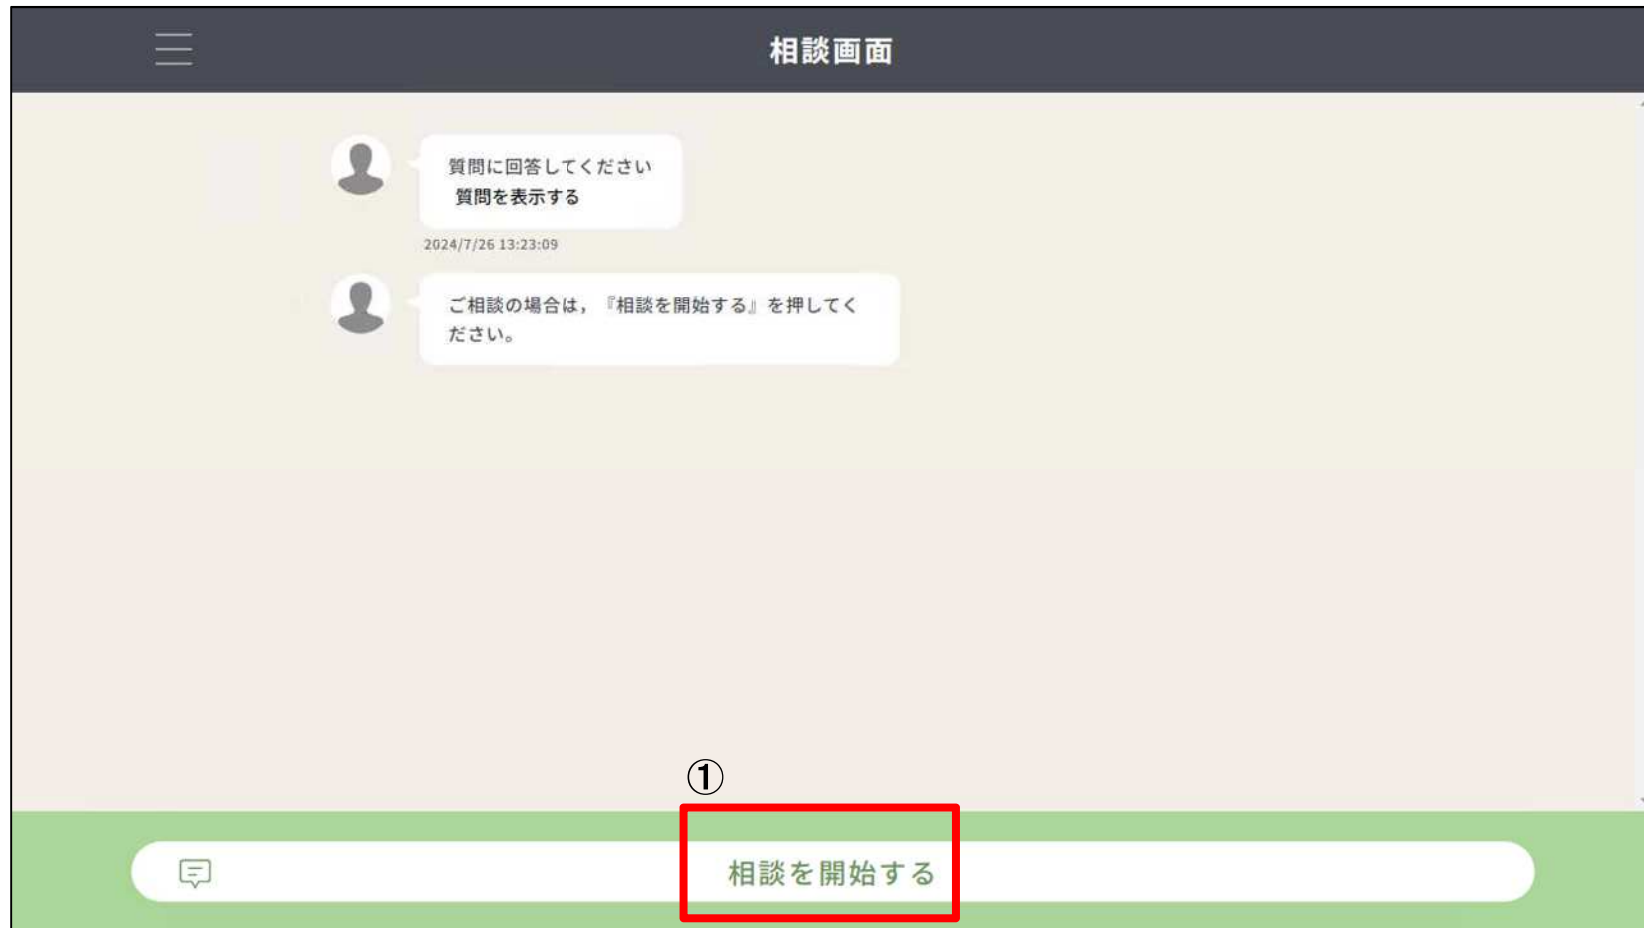 相談画面
質問に回答してください
質問を表示する
2024/7/26 13:23:09
ご相談の場合は，『相談を開始する』を押してく
ださい。
①
相談を開始する